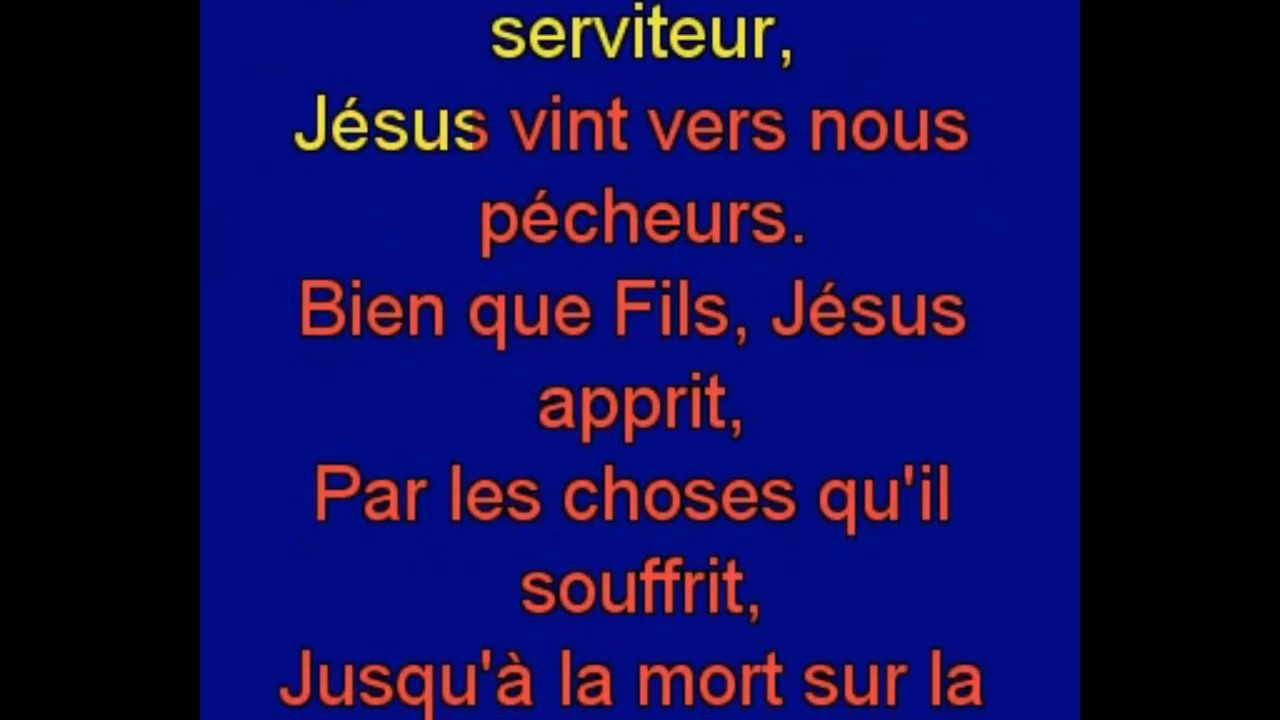 serviteur,
Jésus vint vers nous
pécheurs.
Bien que Fils, Jésus
apprit,
Par les choses qu'il
souffrit,
Jusqu'à la mort sur la